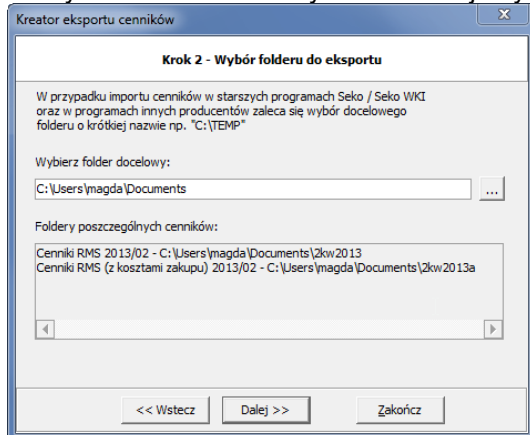 Kreator eksportu cenników
Krok 2 - Wybór folderu do eksportu
W przypadku importu cenników w starszych programach Seko / Seko WKI
oraz w programach innych producentów zaleca się wybór docelowego
folderu o krótkiej nazwie np. "C:\TEMP"
Wybierz folder docelowy:
C:\Users\magda\Documents
...
Foldery poszczególnych cenników:
Cenniki RMS 2013/02 - C:\Users\magda\Documents\2kw2013
Cenniki RMS (z kosztami zakupu) 2013/02 - C:\Users\magda\Documents\2kw2013a
<< Wstecz
Dalej >>
Zakończ